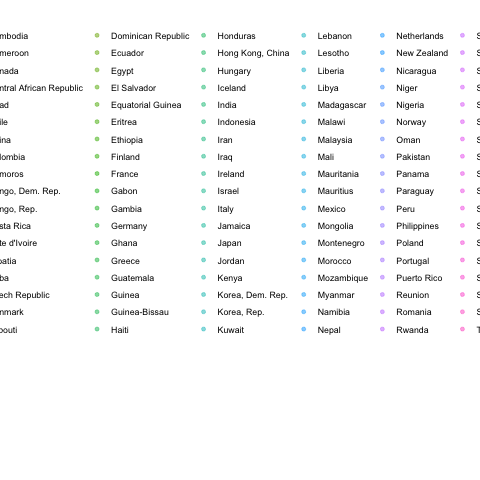 mbodia
meroon
nada
ntral African Republic
ad
ile
ina
lombia
moros
ngo, Dem. Rep.
ngo, Rep.
sta Rica
te d'Ivoire
oatia
ba
ech Republic
nmark
bouti
Dominican Republic
Ecuador
Egypt
El Salvador
Equatorial Guinea
Eritrea
Ethiopia
Finland
France
Gabon
Gambia
Germany
Ghana
Greece
Guatemala
Guinea
Guinea-Bissau
Haiti
Honduras
Hong Kong, China
Hungary
Iceland
India
Indonesia
Iran
Iraq
Ireland
Israel
Italy
Jamaica
Japan
Jordan
Kenya
Korea, Dem. Rep.
Korea, Rep.
Kuwait
Lebanon
Lesotho
Liberia
Libya
Madagascar
Malawi
Malaysia
Mali
Mauritania
Mauritius
Mexico
Mongolia
Montenegro
Morocco
Mozambique
Myanmar
Namibia
Nepal
Netherlands
New Zealand
Nicaragua
Niger
Nigeria
Norway
Oman
Pakistan
Panama
Paraguay
Peru
Philippines
Poland
Portugal
Puerto Rico
Reunion
Romania
Rwanda